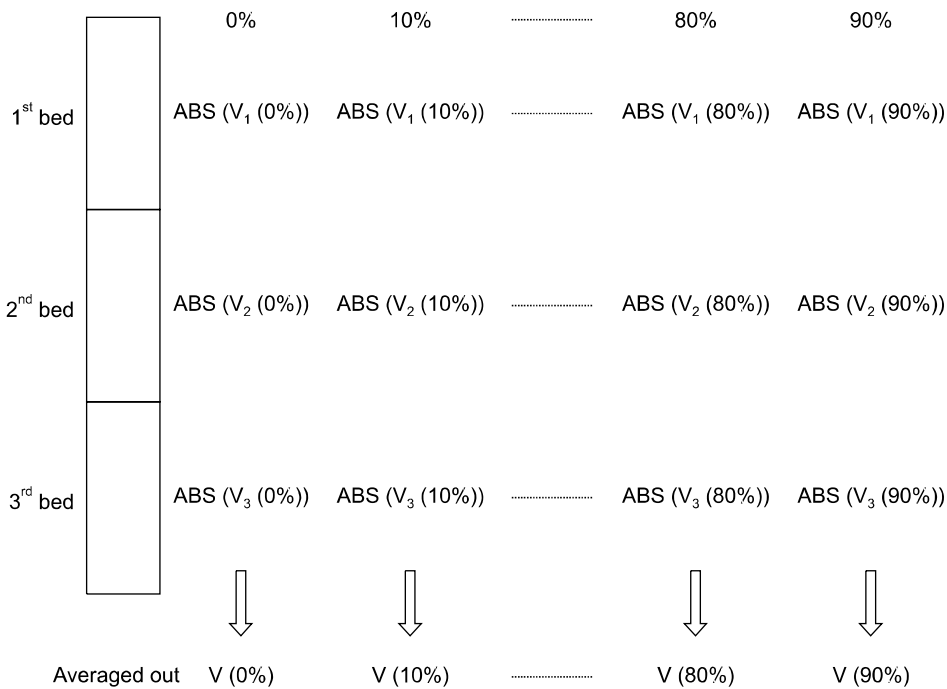 0% 10% ........ 80% 90%
1st bed ABS (V1 (0%)) ABS (V1 (10%)) ........ ABS (V1 (80%)) ABS (V1 (90%))
2nd bed ABS (V2 (0%)) ABS (V2 (10%)) ........ ABS (V2 (80%)) ABS (V2 (90%))
3rd bed ABS (V3 (0%)) ABS (V3 (10%)) ........ ABS (V3 (80%)) ABS (V3 (90%))
Averaged out V (0%) V (10%) ........ V (80%) V (90%)